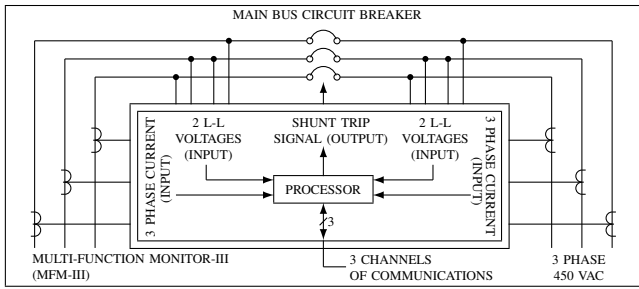 MAIN BUS CIRCUIT BREAKER
2 L-L
VOLTAGES
(INPUT)
SHUNT TRIP
SIGNAL (OUTPUT)
2 L-L
VOLTAGES
(INPUT)
3 PHASE CURRENT
(INPUT)
3 PHASE CURRENT
(INPUT)
PROCESSOR
3
MULTI-FUNCTION MONITOR-III
(MFM-III)
3 CHANNELS
OF COMMUNICATIONS
3 PHASE
450 VAC